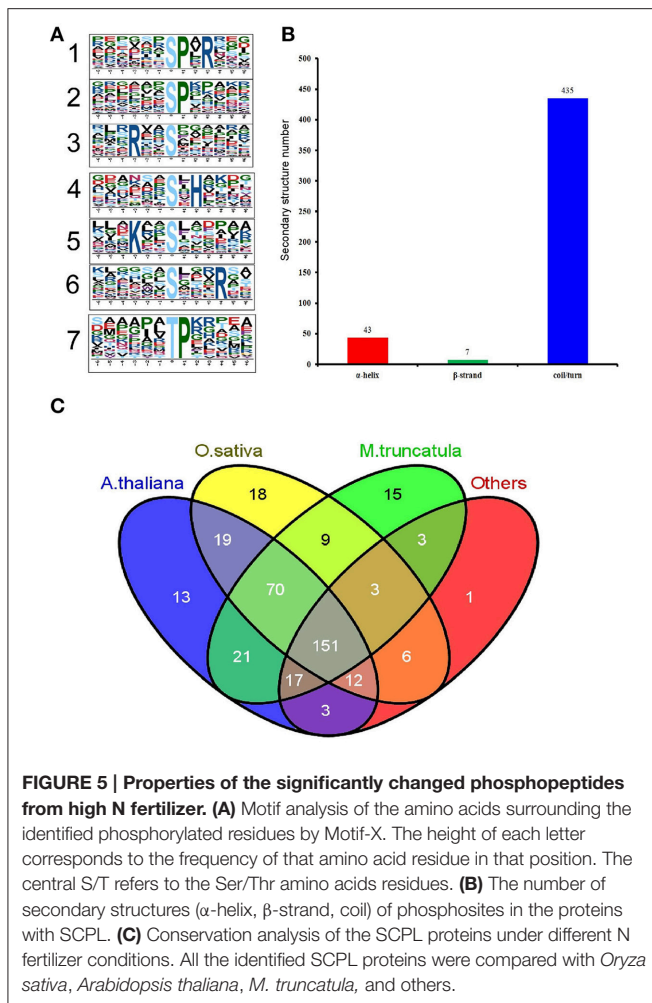 A
B
1
2
3
4
5
6
7
SP R
SP
R S
S H
K S
S R
TP
Secondary structure number
500
450
400
350
300
250
200
150
100
50
0
43
7
435
α-helix
β-strand
coil/turn
C
A.thaliana
O.sativa
M.truncatula
Others
18
15
19
9
3
13
70
3
1
151
21
6
17
12
3
FIGURE 5 | Properties of the significantly changed phosphopeptides
from high N fertilizer. (A) Motif analysis of the amino acids surrounding the
identified phosphorylated residues by Motif-X. The height of each letter
corresponds to the frequency of that amino acid residue in that position. The
central S/T refers to the Ser/Thr amino acids residues. (B) The number of
secondary structures (α-helix, β-strand, coil) of phosphosites in the proteins
with SCPL. (C) Conservation analysis of the SCPL proteins under different N
fertilizer conditions. All the identified SCPL proteins were compared with Oryza
sativa, Arabidopsis thaliana, M. truncatula, and others.